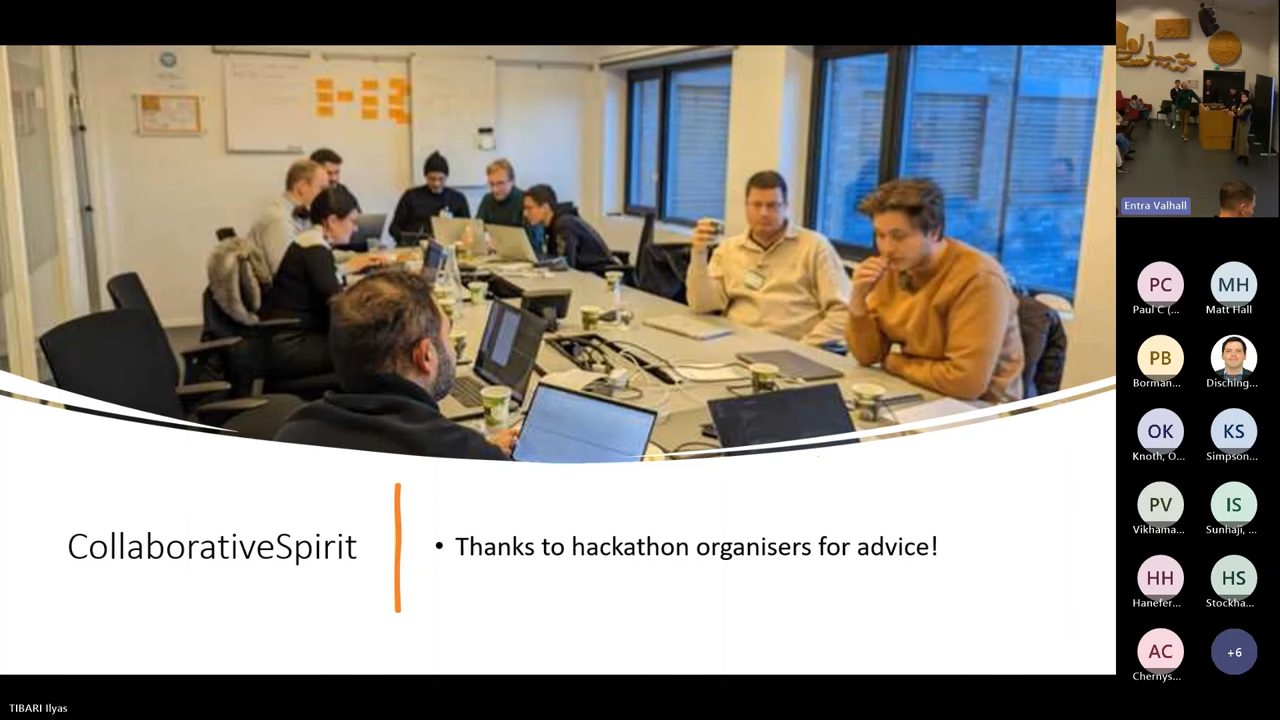 CollaborativeSpirit
• Thanks to hackathon organisers for advice!
Entra Valhall
PC
Paul C (...
MH
Matt Hall
PB
Borman...
Disching...
OK
Knoth, O...
KS
Simpson...
PV
Vikhama...
IS
Sunhaji, ...
HH
Hanefer...
HS
Stockha...
AC
Chernys...
+6
TIBARI Ilyas